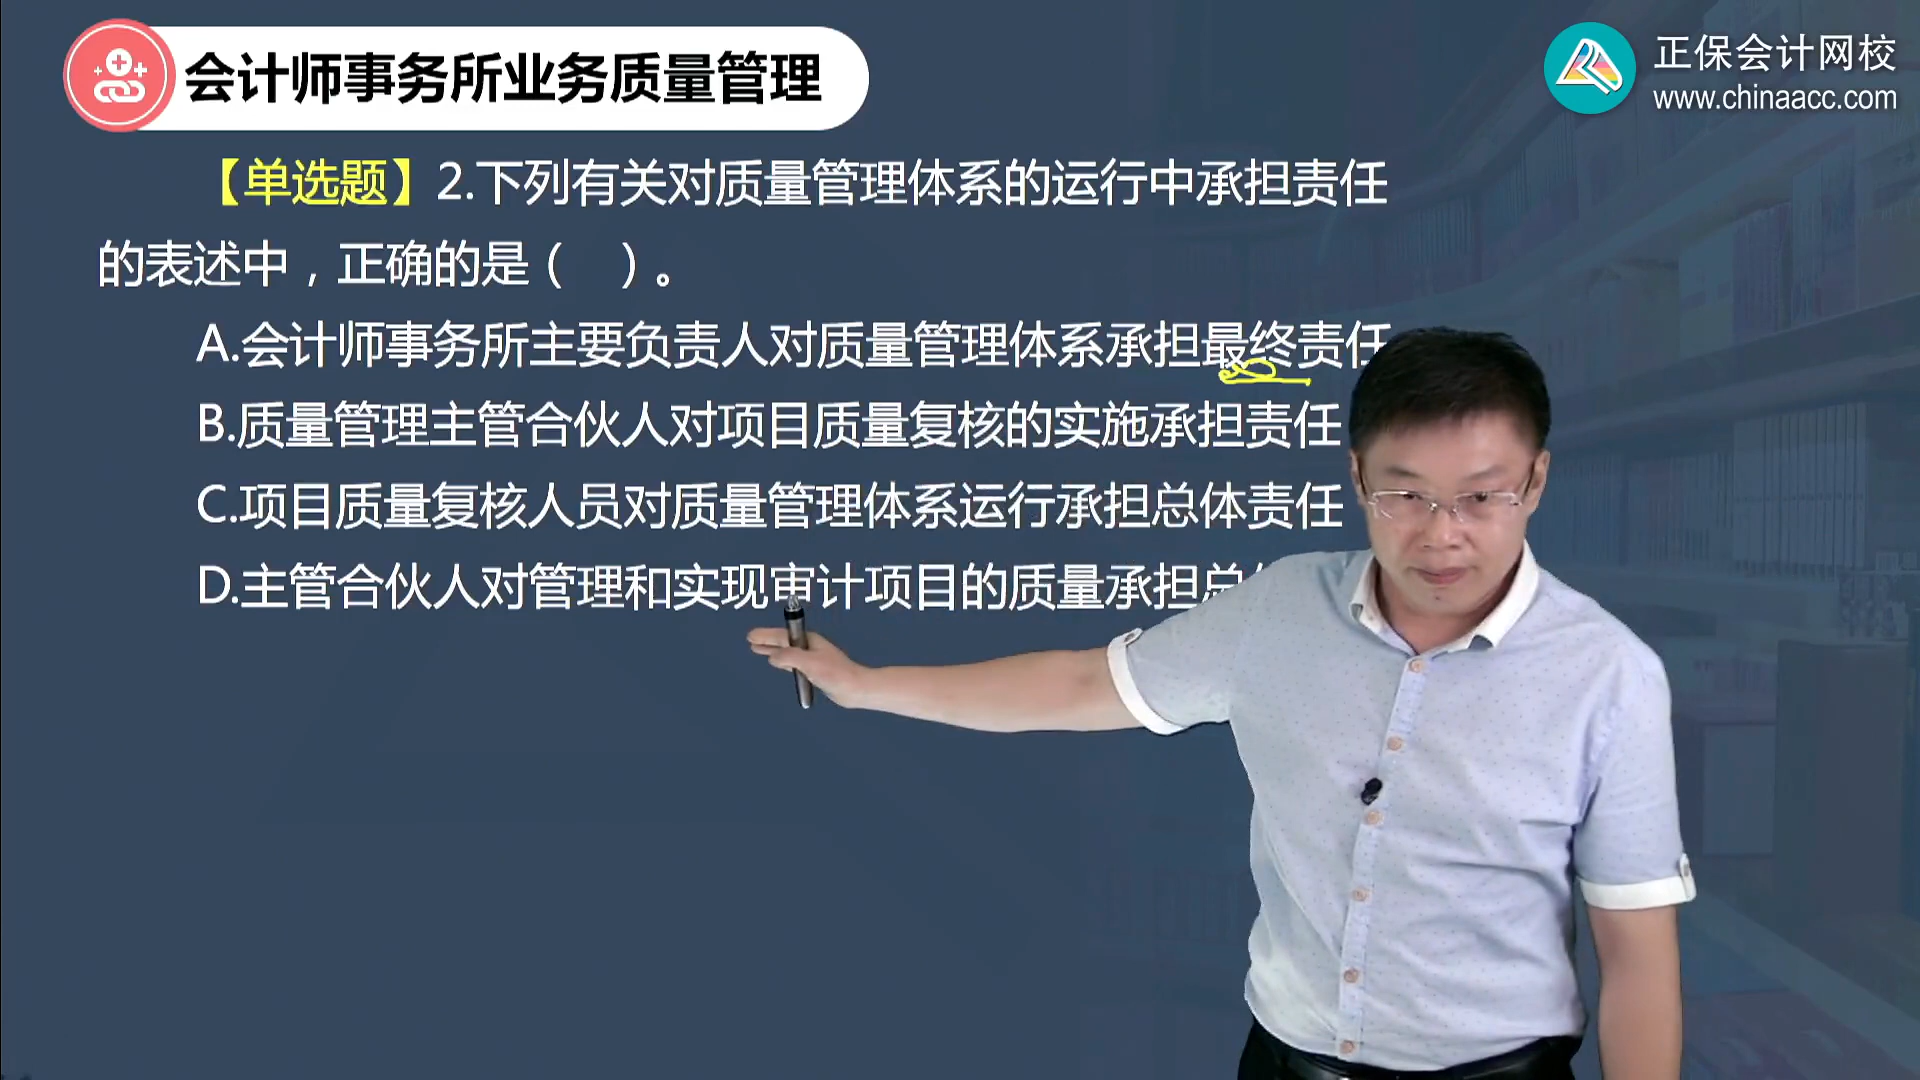 会计师事务所业务质量管理
正保会计网校
www.chinaacc.com
【单选题】2.下列有关对质量管理体系的运行中承担责任
的表述中，正确的是（ ）。
A.会计师事务所主要负责人对质量管理体系承担最终责任
B.质量管理主管合伙人对项目质量复核的实施承担责任
C.项目质量复核人员对质量管理体系运行承担总体责任
D.主管合伙人对管理和实现审计项目的质量承担总